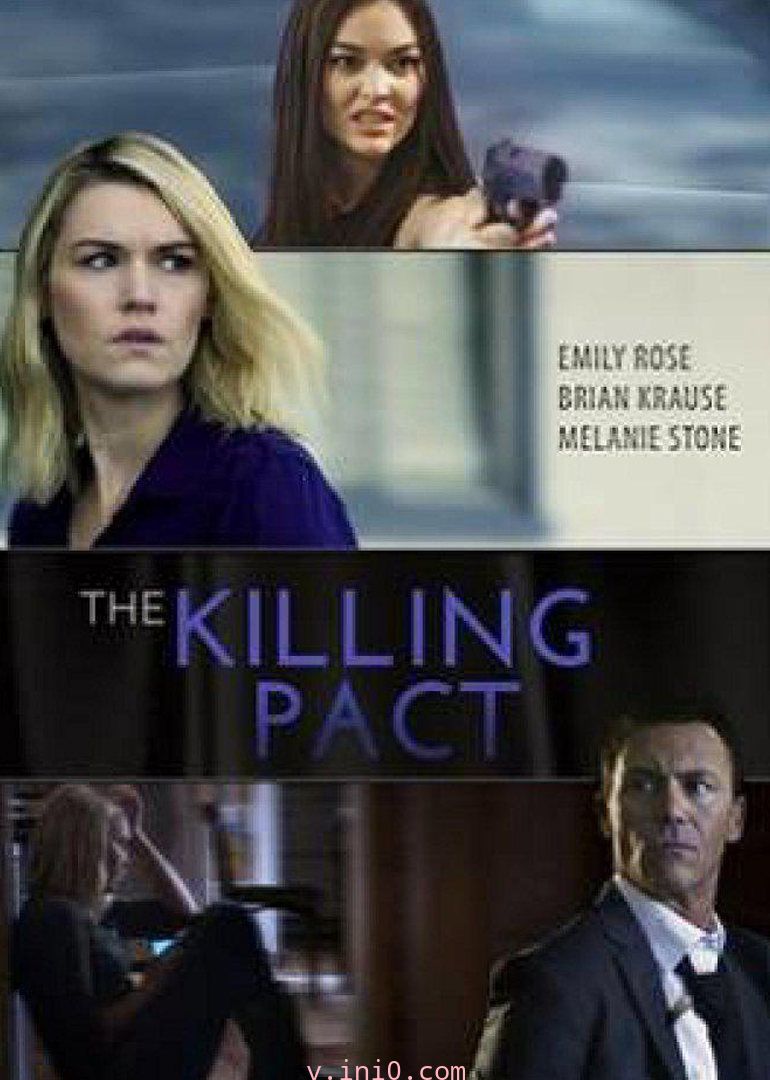 EMILY ROSE
BRIAN KRAUSE
MELANIE STONE
THE KILLING
PACT
v.ini0.com